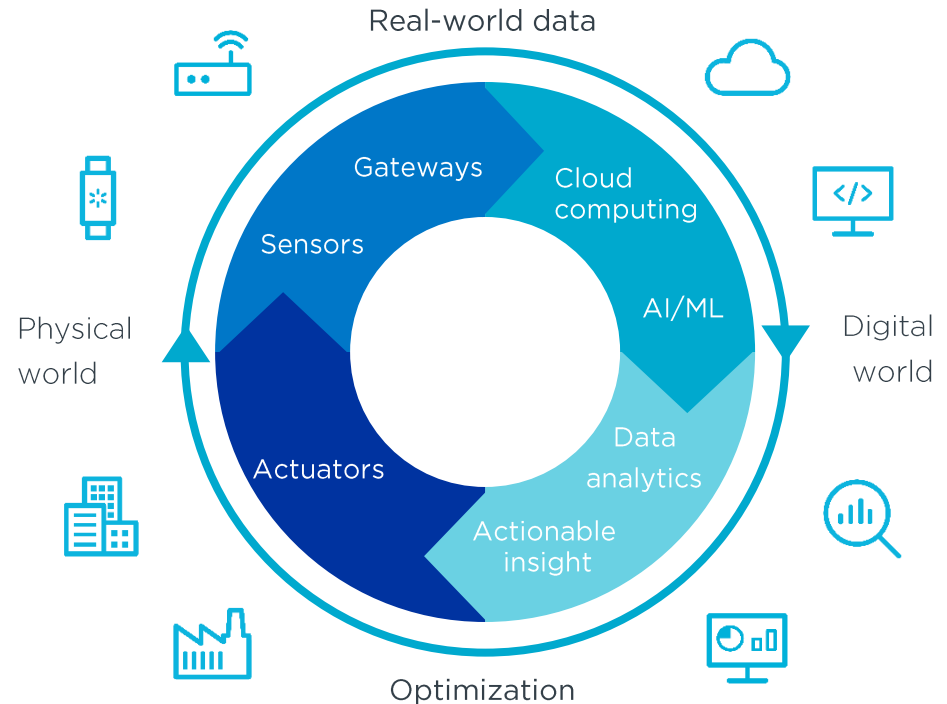 Real-world data
Gateways
Cloud
computing
</>
Sensors
AI/ML
Physical
world
Digital
world
Data
analytics
Actuators
Actionable
insight
Optimization